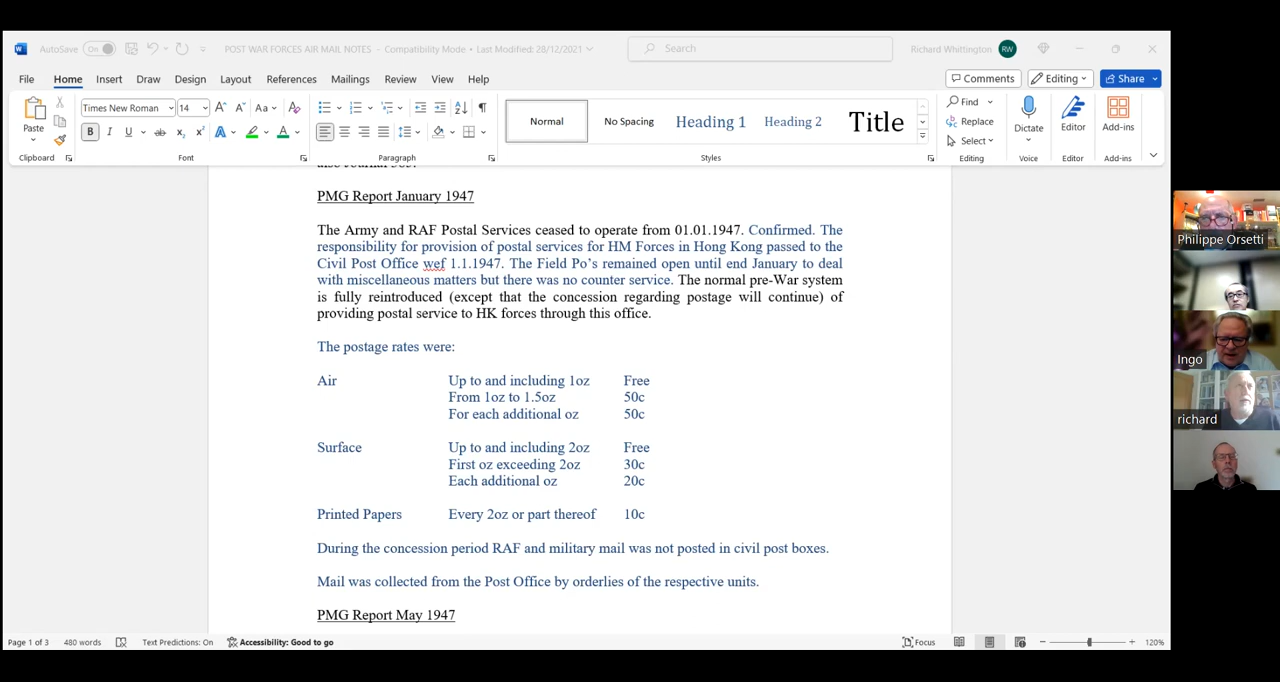 AutoSave On POST WAR FORCES AIR MAIL NOTES - Compatibility Mode • Last Modified: 28/12/2021 Search Richard Whittington RW
File Home Insert Draw Design Layout References Mailings Review View Help Comments Editing Share
Times New Roman 14 Aa Normal No Spacing Heading 1 Heading 2 Title Find
Paste B I U ab x₂ x² A A Replace Dictate Editor Add-ins
Select
Clipboard Font Paragraph Styles Editing Voice Editor Add-ins
PMG Report January 1947
The Army and RAF Postal Services ceased to operate from 01.01.1947. Confirmed. The
responsibility for provision of postal services for HM Forces in Hong Kong passed to the
Civil Post Office wef 1.1.1947. The Field Po's remained open until end January to deal
with miscellaneous matters but there was no counter service. The normal pre-War system
is fully reintroduced (except that the concession regarding postage will continue) of
providing postal service to HK forces through this office.
The postage rates were:
Air Up to and including 1oz Free
From 1oz to 1.5oz 50c
For each additional oz 50c
Surface Up to and including 2oz Free
First oz exceeding 2oz 30c
Each additional oz 20c
Printed Papers Every 2oz or part thereof 10c
During the concession period RAF and military mail was not posted in civil post boxes.
Mail was collected from the Post Office by orderlies of the respective units.
PMG Report May 1947
Page 1 of 3 480 words Text Predictions: On Accessibility: Good to go Focus 120%
Philippe Orsetti
Ingo
richard